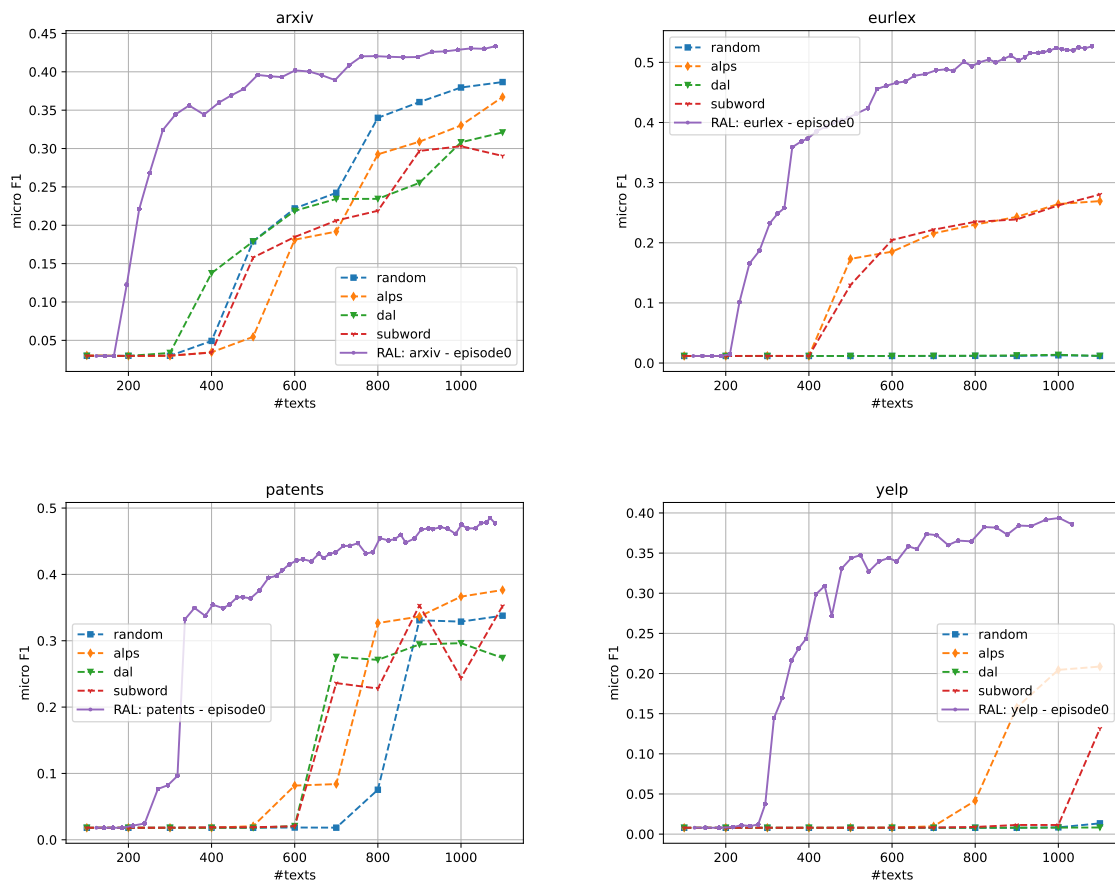 arxiv
0.45
0.40
0.35
0.30
0.25
0.20
0.15
0.10
0.05
micro F1
random
alps
dal
subword
RAL: arxiv - episode0
200 400 600 800 1000
#texts
eurlex
0.5
0.4
0.3
0.2
0.1
0.0
micro F1
random
alps
dal
subword
RAL: eurlex - episode0
200 400 600 800 1000
#texts
patents
0.5
0.4
0.3
0.2
0.1
0.0
micro F1
random
alps
dal
subword
RAL: patents - episode0
200 400 600 800 1000
#texts
yelp
0.40
0.35
0.30
0.25
0.20
0.15
0.10
0.05
0.00
micro F1
random
alps
dal
subword
RAL: yelp - episode0
200 400 600 800 1000
#texts